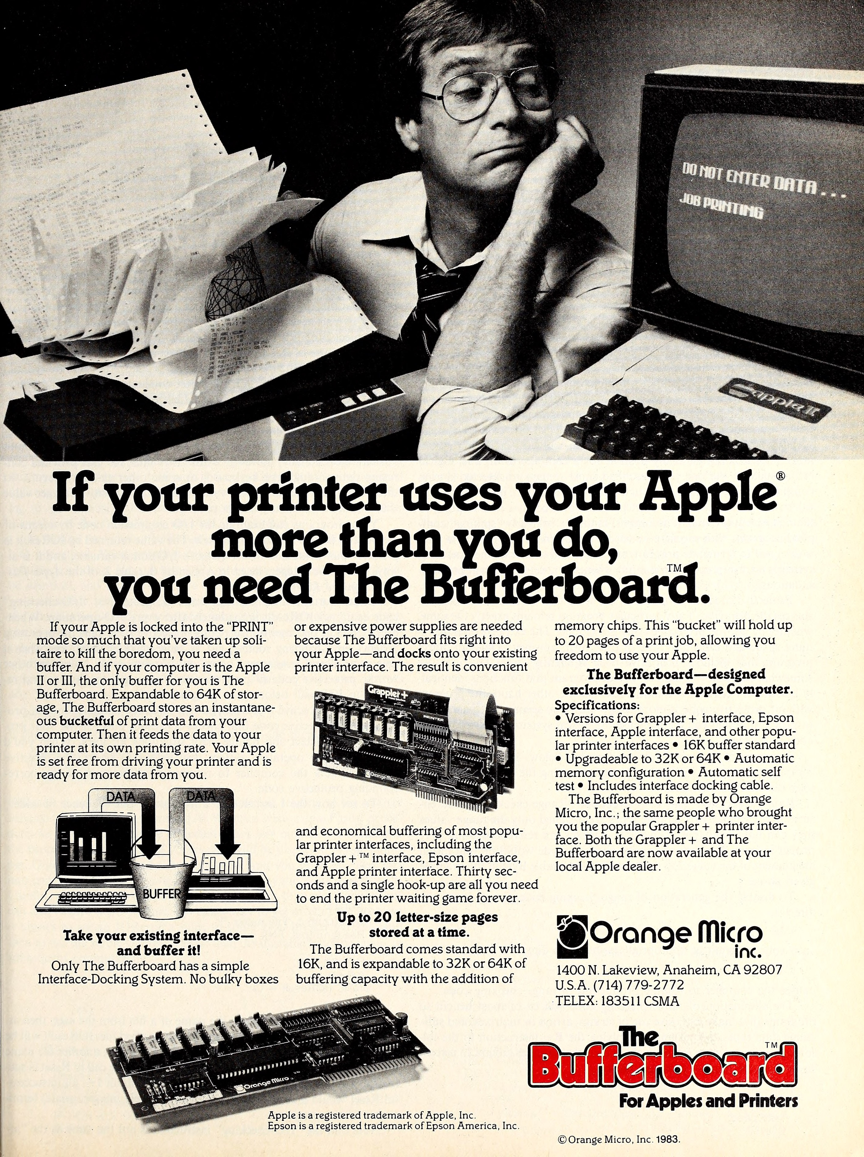 DO NOT ENTER DATA . . .
JOB PRINTING
apple II
If your printer uses your Apple®
more than you do,
you need The Bufferboard.™
If your Apple is locked into the “PRINT”
mode so much that you’ve taken up soli-
taire to kill the boredom, you need a
buffer. And if your computer is the Apple
II or III, the only buffer for you is The
Bufferboard. Expandable to 64K of stor-
age, The Bufferboard stores an instantane-
ous bucketful of print data from your
computer. Then it feeds the data to your
printer at its own printing rate. Your Apple
is set free from driving your printer and is
ready for more data from you.
DATA DATA
BUFFER
Take your existing interface—
and buffer it!
Only The Bufferboard has a simple
Interface-Docking System. No bulky boxes
or expensive power supplies are needed
because The Bufferboard fits right into
your Apple—and docks onto your existing
printer interface. The result is convenient
Grappler +
Orange Micro
and economical buffering of most popu-
lar printer interfaces, including the
Grappler +™ interface, Epson interface,
and Apple printer interface. Thirty sec-
onds and a single hook-up are all you need
to end the printer waiting game forever.
Up to 20 letter-size pages
stored at a time.
The Bufferboard comes standard with
16K, and is expandable to 32K or 64K of
buffering capacity with the addition of
memory chips. This “bucket” will hold up
to 20 pages of a print job, allowing you
freedom to use your Apple.
The Bufferboard—designed
exclusively for the Apple Computer.
Specifications:
• Versions for Grappler + interface, Epson
interface, Apple interface, and other popu-
lar printer interfaces • 16K buffer standard
• Upgradeable to 32K or 64K • Automatic
memory configuration • Automatic self
test • Includes interface docking cable.
The Bufferboard is made by Orange
Micro, Inc.; the same people who brought
you the popular Grappler + printer inter-
face. Both the Grappler + and The
Bufferboard are now available at your
local Apple dealer.
Orange Micro
inc.
1400 N. Lakeview, Anaheim, CA 92807
U.S.A. (714) 779-2772
TELEX: 183511 CSMA
Orange Micro
The
Bufferboard™
For Apples and Printers
Apple is a registered trademark of Apple, Inc.
Epson is a registered trademark of Epson America, Inc.
© Orange Micro, Inc. 1983.